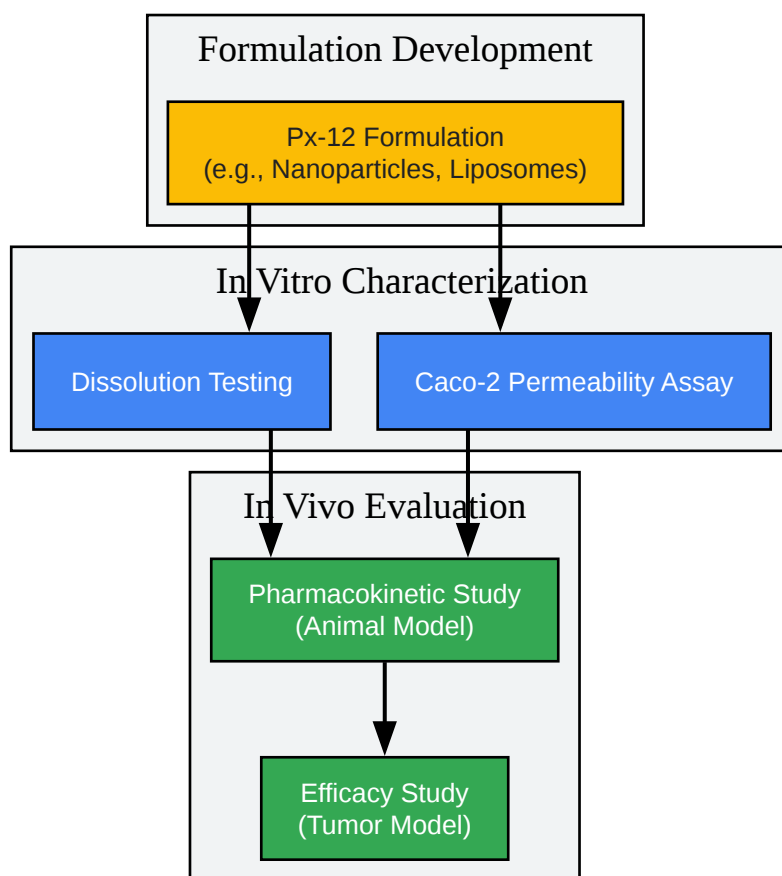 Formulation Development
Px-12 Formulation
(e.g., Nanoparticles, Liposomes)
In Vitro Characterization
Dissolution Testing
Caco-2 Permeability Assay
In Vivo Evaluation
Pharmacokinetic Study
(Animal Model)
Efficacy Study
(Tumor Model)